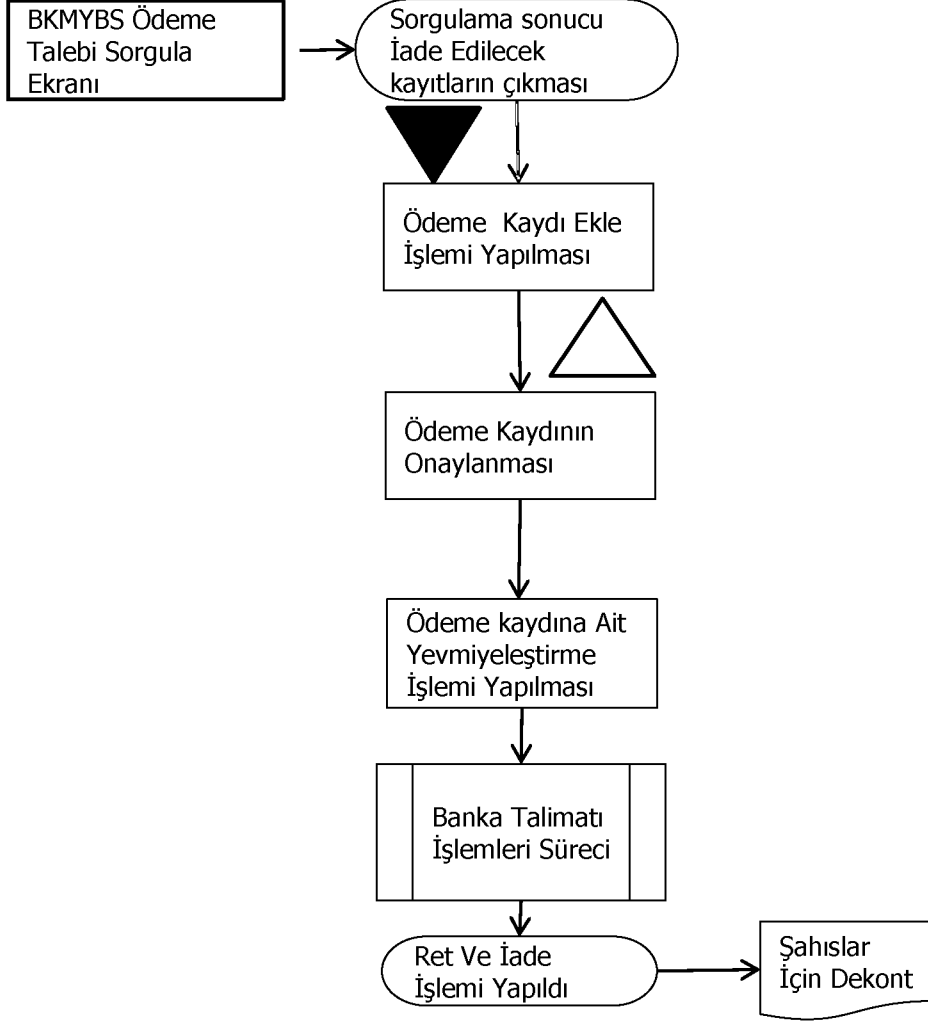 BKMYBS Ödeme
Talebi Sorgula
Ekranı
Sorgulama sonucu
İade Edilecek
kayıtların çıkması
Ödeme Kaydı Ekle
İşlemi Yapılması
Ödeme Kaydının
Onaylanması
Ödeme kaydına Ait
Yevmiyeleştirme
İşlemi Yapılması
Banka Talimatı
İşlemleri Süreci
Ret Ve İade
İşlemi Yapıldı
Şahıslar
İçin Dekont